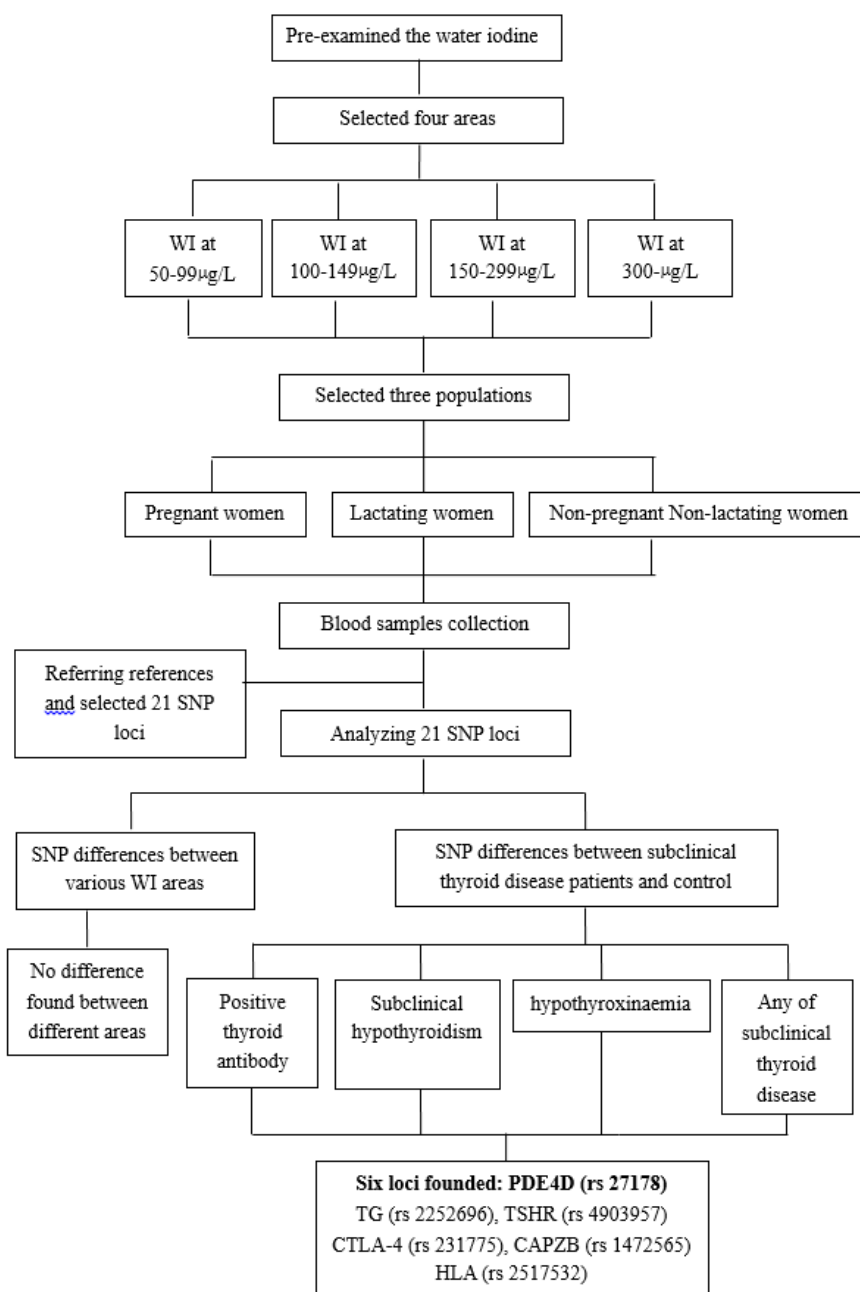 Pre-examined the water iodine
Selected four areas
WI at
50-99μg/L
WI at
100-149μg/L
WI at
150-299μg/L
WI at
300-μg/L
Selected three populations
Pregnant women
Lactating women
Non-pregnant Non-lactating women
Blood samples collection
Referring references
and selected 21 SNP
loci
Analyzing 21 SNP loci
SNP differences between
various WI areas
SNP differences between subclinical
thyroid disease patients and control
No difference
found between
different areas
Positive
thyroid
antibody
Subclinical
hypothyroidism
hypothyroxinaemia
Any of
subclinical
thyroid
disease
Six loci founded: PDE4D (rs 27178)
TG (rs 2252696), TSHR (rs 4903957)
CTLA-4 (rs 231775), CAPZB (rs 1472565)
HLA (rs 2517532)